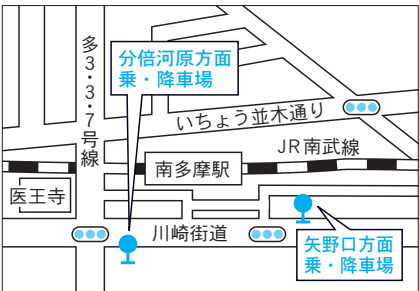 多3・3・7号線
分倍河原方面
乗・降車場
いちょう並木通り
JR南武線
南多摩駅
医王寺
川崎街道
矢野口方面
乗・降車場